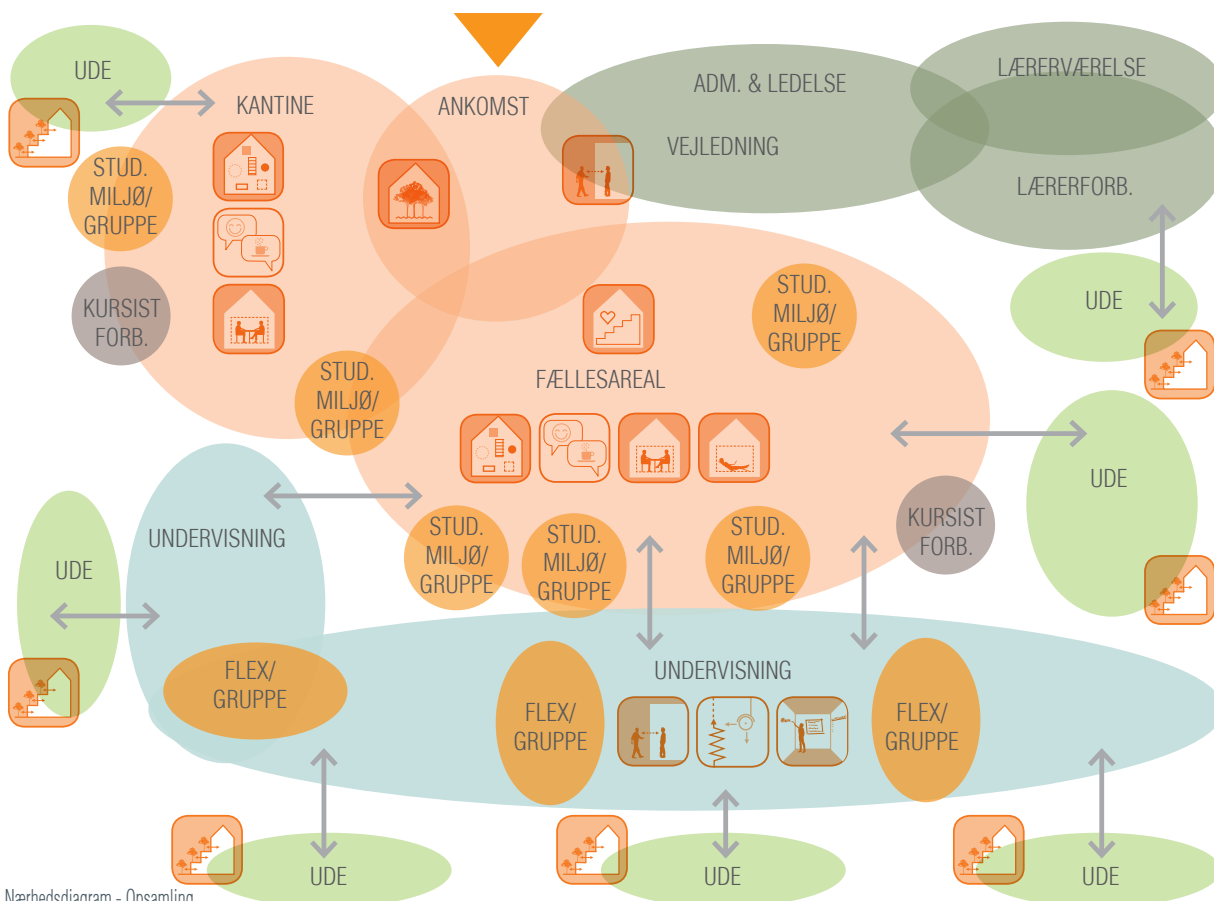 UDE
KANTINE
ANKOMST
ADM. & LEDELSE
LÆRERVÆRELSE
VEJLEDNING
LÆRERFORB.
STUD.
MILJØ/
GRUPPE
KURSIST
FORB.
STUD.
MILJØ/
GRUPPE
STUD.
MILJØ/
GRUPPE
UDE
FÆLLESAREAL
UDE
UNDERVISNING
STUD.
MILJØ/
GRUPPE
STUD.
MILJØ/
GRUPPE
STUD.
MILJØ/
GRUPPE
KURSIST
FORB.
UDE
FLEX/
GRUPPE
UNDERVISNING
FLEX/
GRUPPE
FLEX/
GRUPPE
UDE
UDE
UDE
Nærhedsdiagram - Opsamling